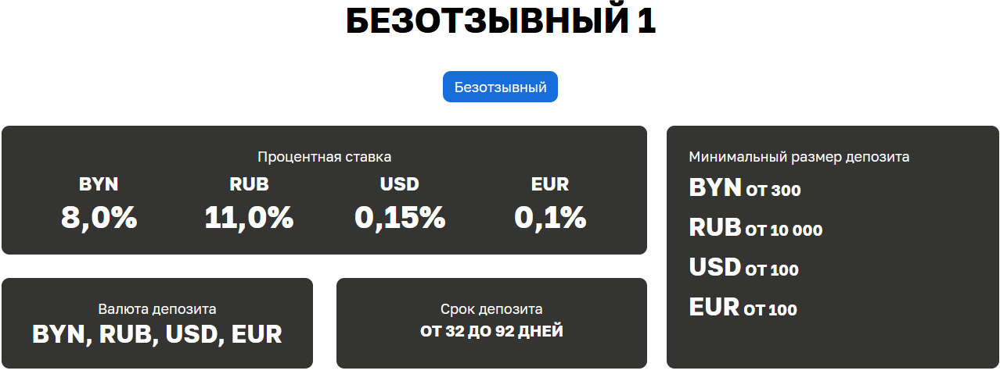 БЕЗОТЗЫВНЫЙ 1
Безотзывный
Процентная ставка
BYN RUB USD EUR
8,0% 11,0% 0,15% 0,1%
Минимальный размер депозита
BYN ОТ 300
RUB ОТ 10 000
USD ОТ 100
EUR ОТ 100
Валюта депозита
BYN, RUB, USD, EUR
Срок депозита
ОТ 32 ДО 92 ДНЕЙ